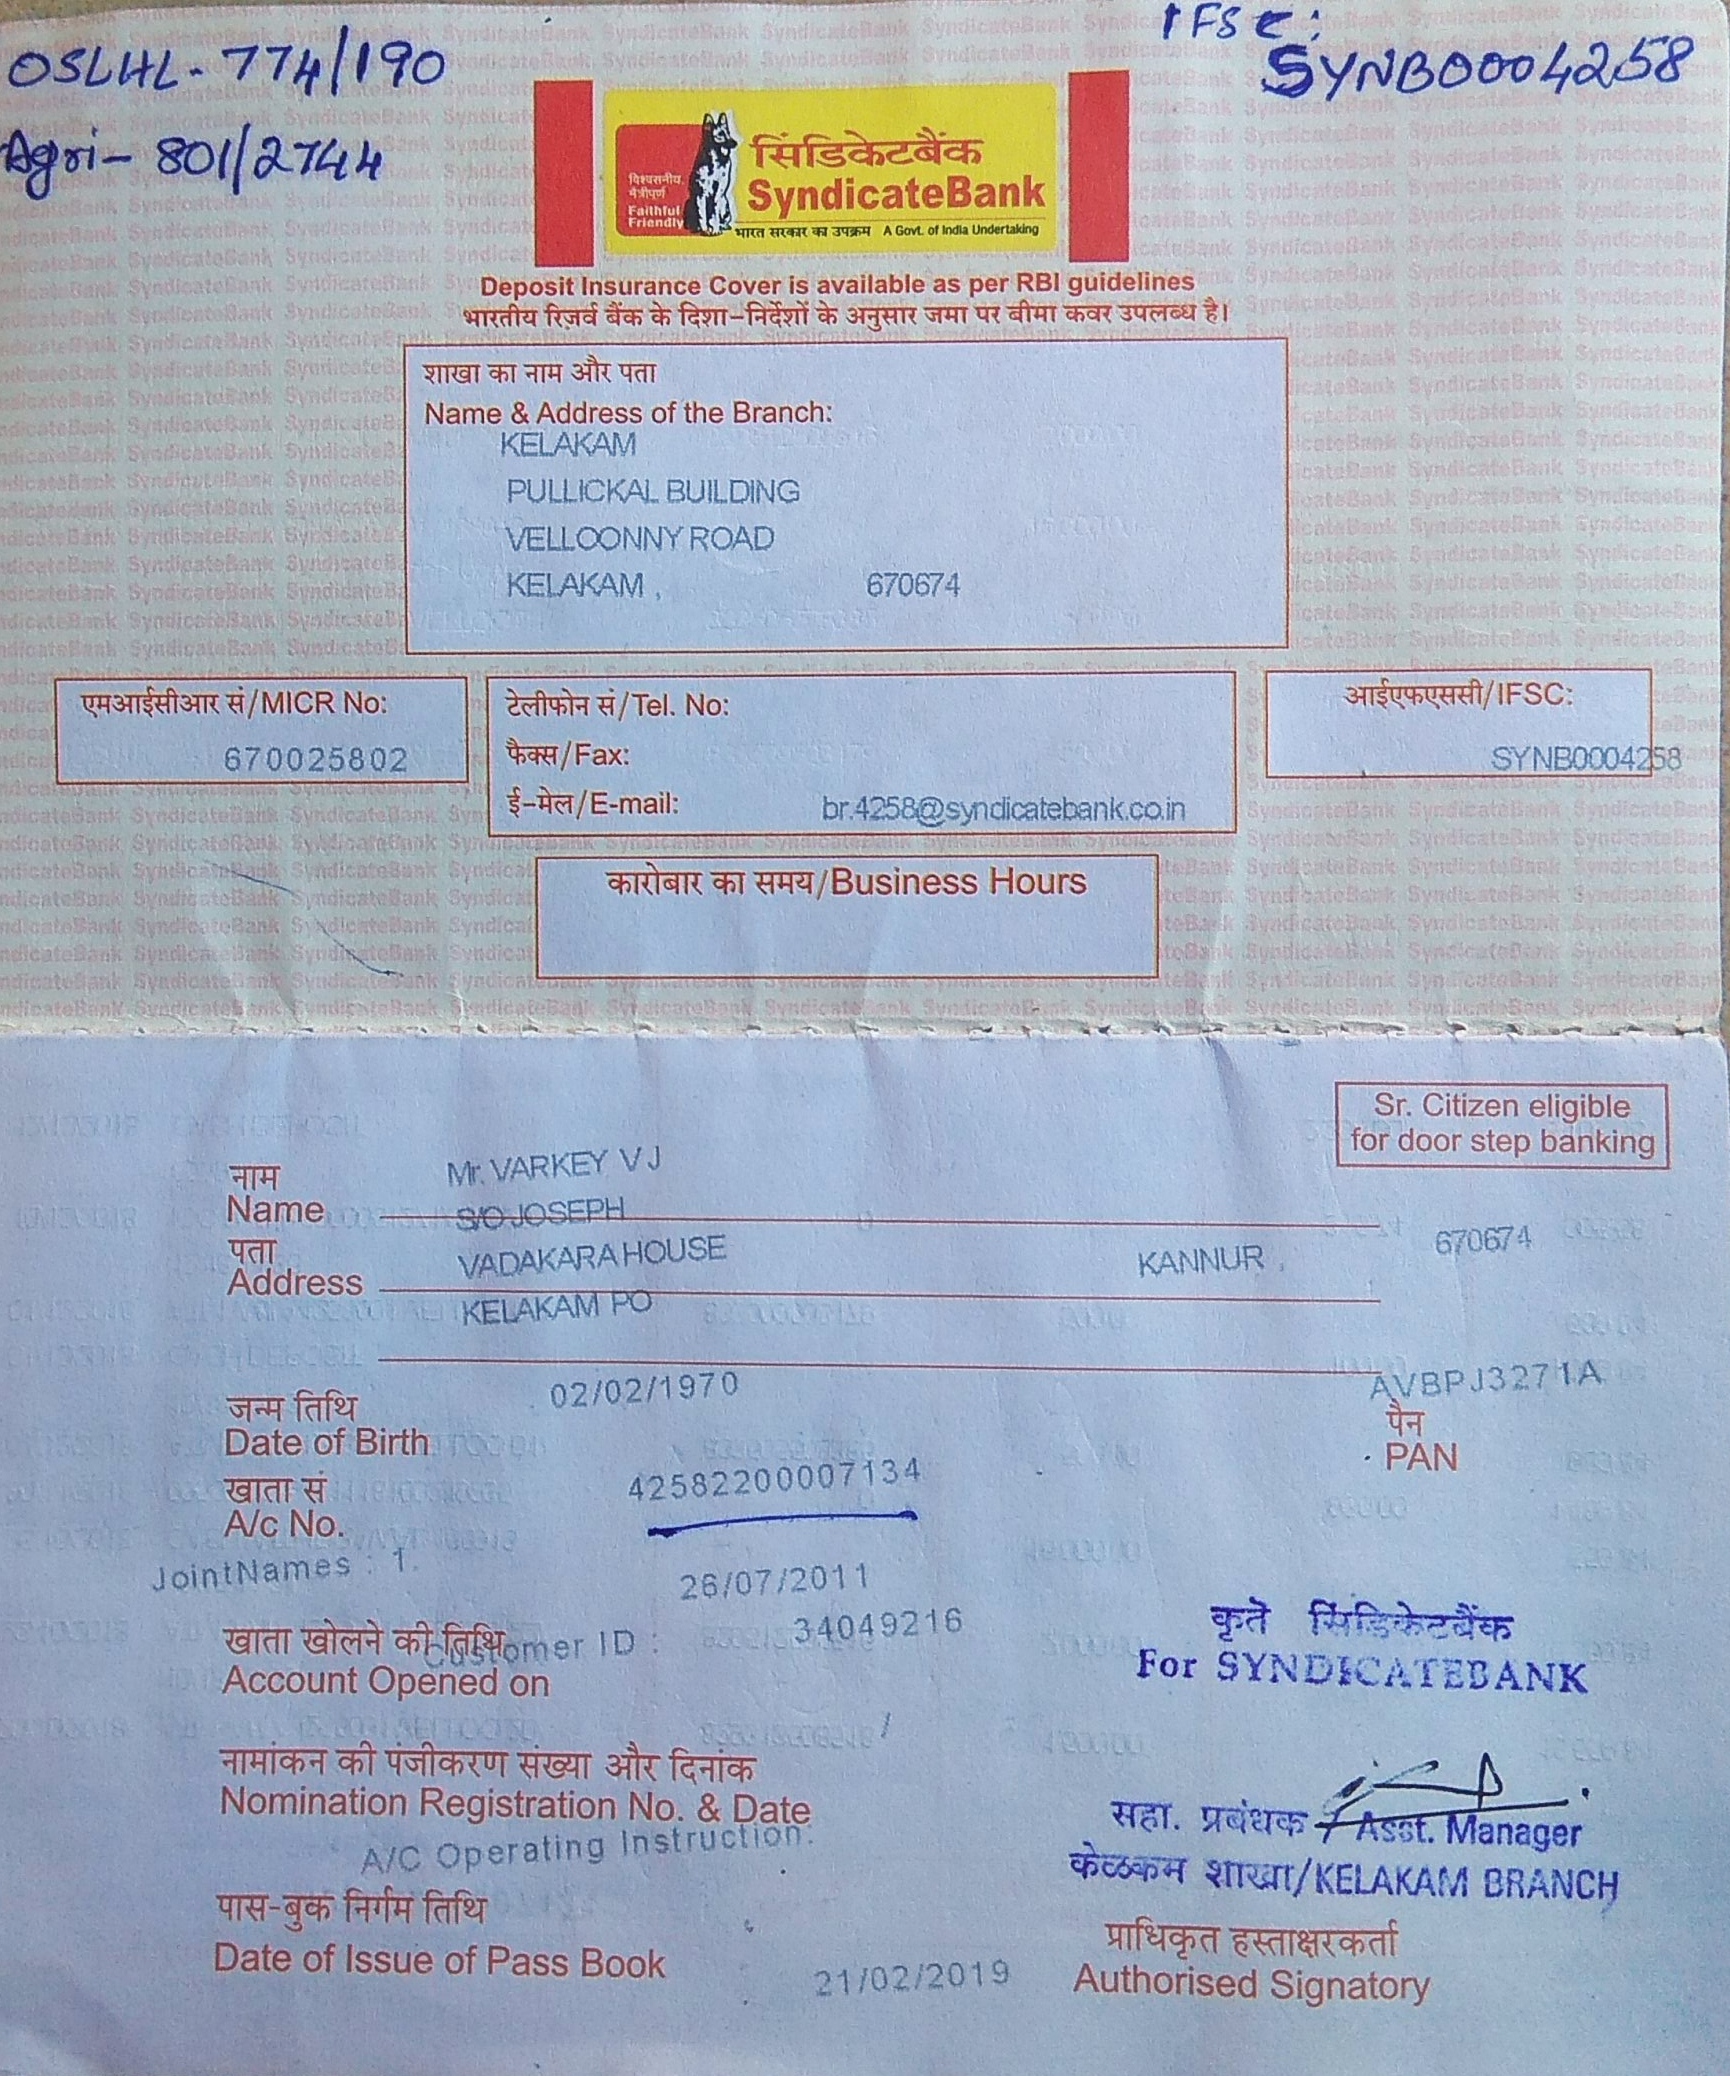 IFSC:
OSLHL- 774/190
SYNB0004258
Agri- 801/2744
सिंडिकेटबैंक
SyndicateBank
विश्वसनीय, मैत्रीपूर्ण
Faithful Friendly
भारत सरकार का उपक्रम A Govt. of India Undertaking
Deposit Insurance Cover is available as per RBI guidelines
भारतीय रिज़र्व बैंक के दिशा-निर्देशों के अनुसार जमा पर बीमा कवर उपलब्ध है।
शाखा का नाम और पता
Name & Address of the Branch:
KELAKAM
PULLICKAL BUILDING
VELLOONNY ROAD
KELAKAM , 670674
एमआईसीआर सं/MICR No:
670025802
टेलीफोन सं/Tel. No:
फैक्स/Fax:
ई-मेल/E-mail: br.4258@syndicatebank.co.in
आईएफएससी/IFSC:
SYNB0004258
कारोबार का समय/Business Hours
Sr. Citizen eligible
for door step banking
नाम
Name
Mr. VARKEY V J
S/O JOSEPH
पता
Address
VADAKARA HOUSE KANNUR , 670674
KELAKAM PO
जन्म तिथि
Date of Birth
02/02/1970
AVBPJ3271A
पैन
PAN
खाता सं
A/c No.
42582200007134
JointNames : 1.
26/07/2011
खाता खोलने की तिथि
Customer ID : 34049216
Account Opened on
कृते सिंडिकेटबैंक
For SYNDICATEBANK
नामांकन की पंजीकरण संख्या और दिनांक
Nomination Registration No. & Date
A/C Operating Instruction:
सहा. प्रबंधक / Asst. Manager
केळकम शाखा/KELAKAM BRANCH
पास-बुक निर्गम तिथि
Date of Issue of Pass Book
21/02/2019
प्राधिकृत हस्ताक्षरकर्ता
Authorised Signatory